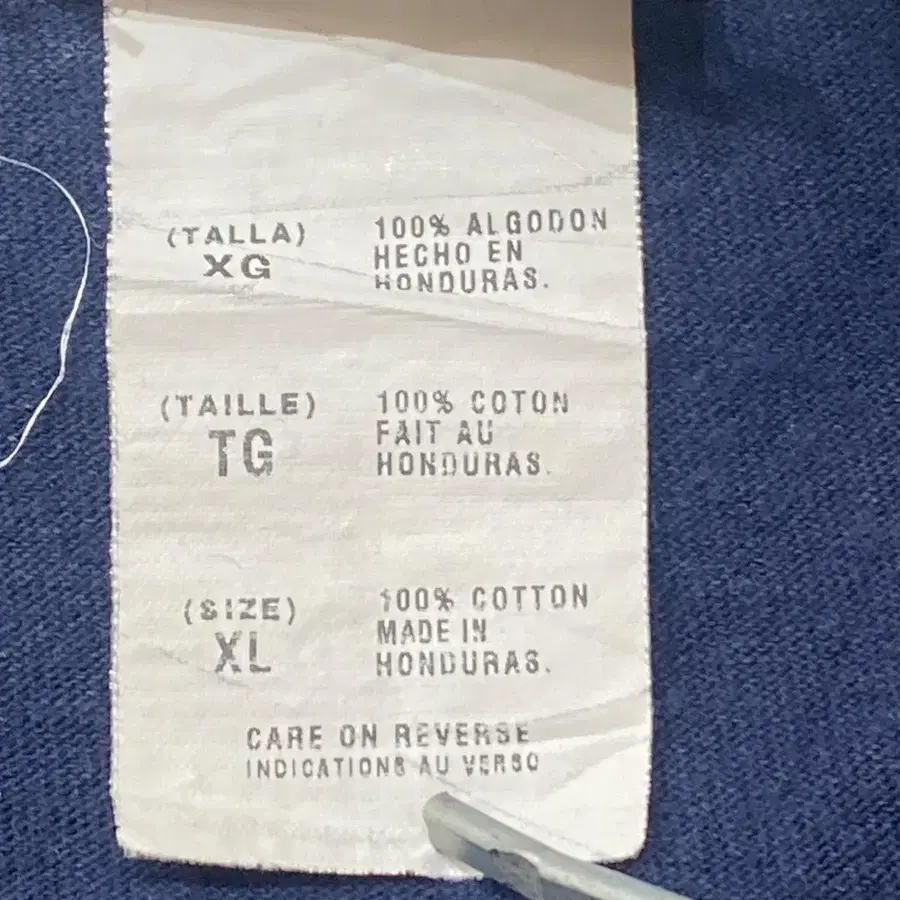 (TALLA)
XG
100% ALGODON
HECHO EN
HONDURAS.
(TAILLE)
TG
100% COTON
FAIT AU
HONDURAS.
(SIZE)
XL
100% COTTON
MADE IN
HONDURAS.
CARE ON REVERSE
INDICATIONS AU VERSO